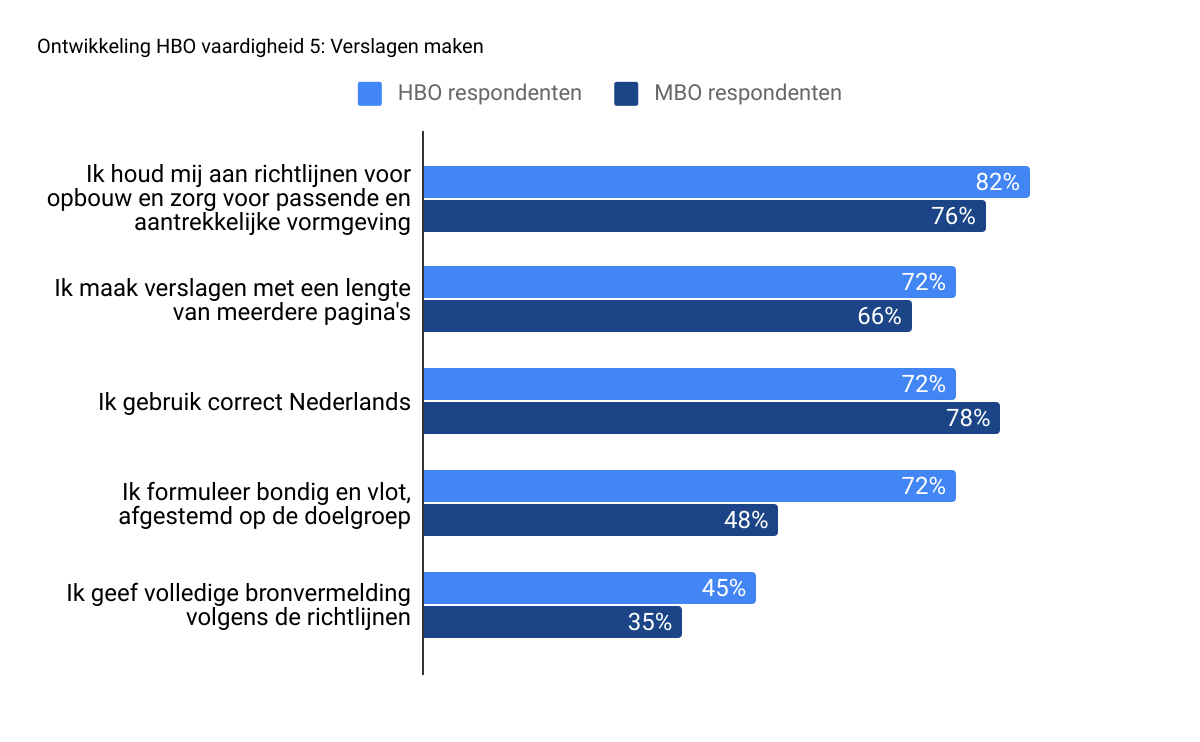 Ontwikkeling HBO vaardigheid 5: Verslagen maken
HBO respondenten
MBO respondenten
Ik houd mij aan richtlijnen voor
opbouw en zorg voor passende en
aantrekkelijke vormgeving
82%
76%
Ik maak verslagen met een lengte
van meerdere pagina's
72%
66%
Ik gebruik correct Nederlands
72%
78%
Ik formuleer bondig en vlot,
afgestemd op de doelgroep
72%
48%
Ik geef volledige bronvermelding
volgens de richtlijnen
45%
35%